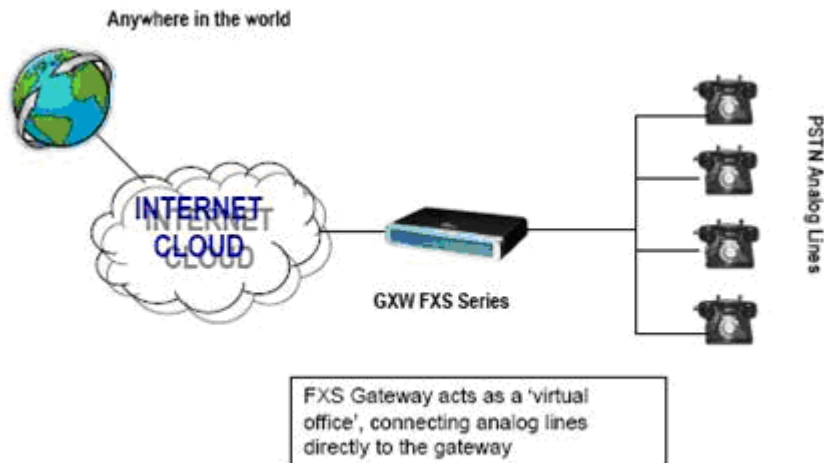 Anywhere in the world
INTERNET
CLOUD
GXW FXS Series
PSTN Analog Lines
FXS Gateway acts as a ‘virtual
office’, connecting analog lines
directly to the gateway